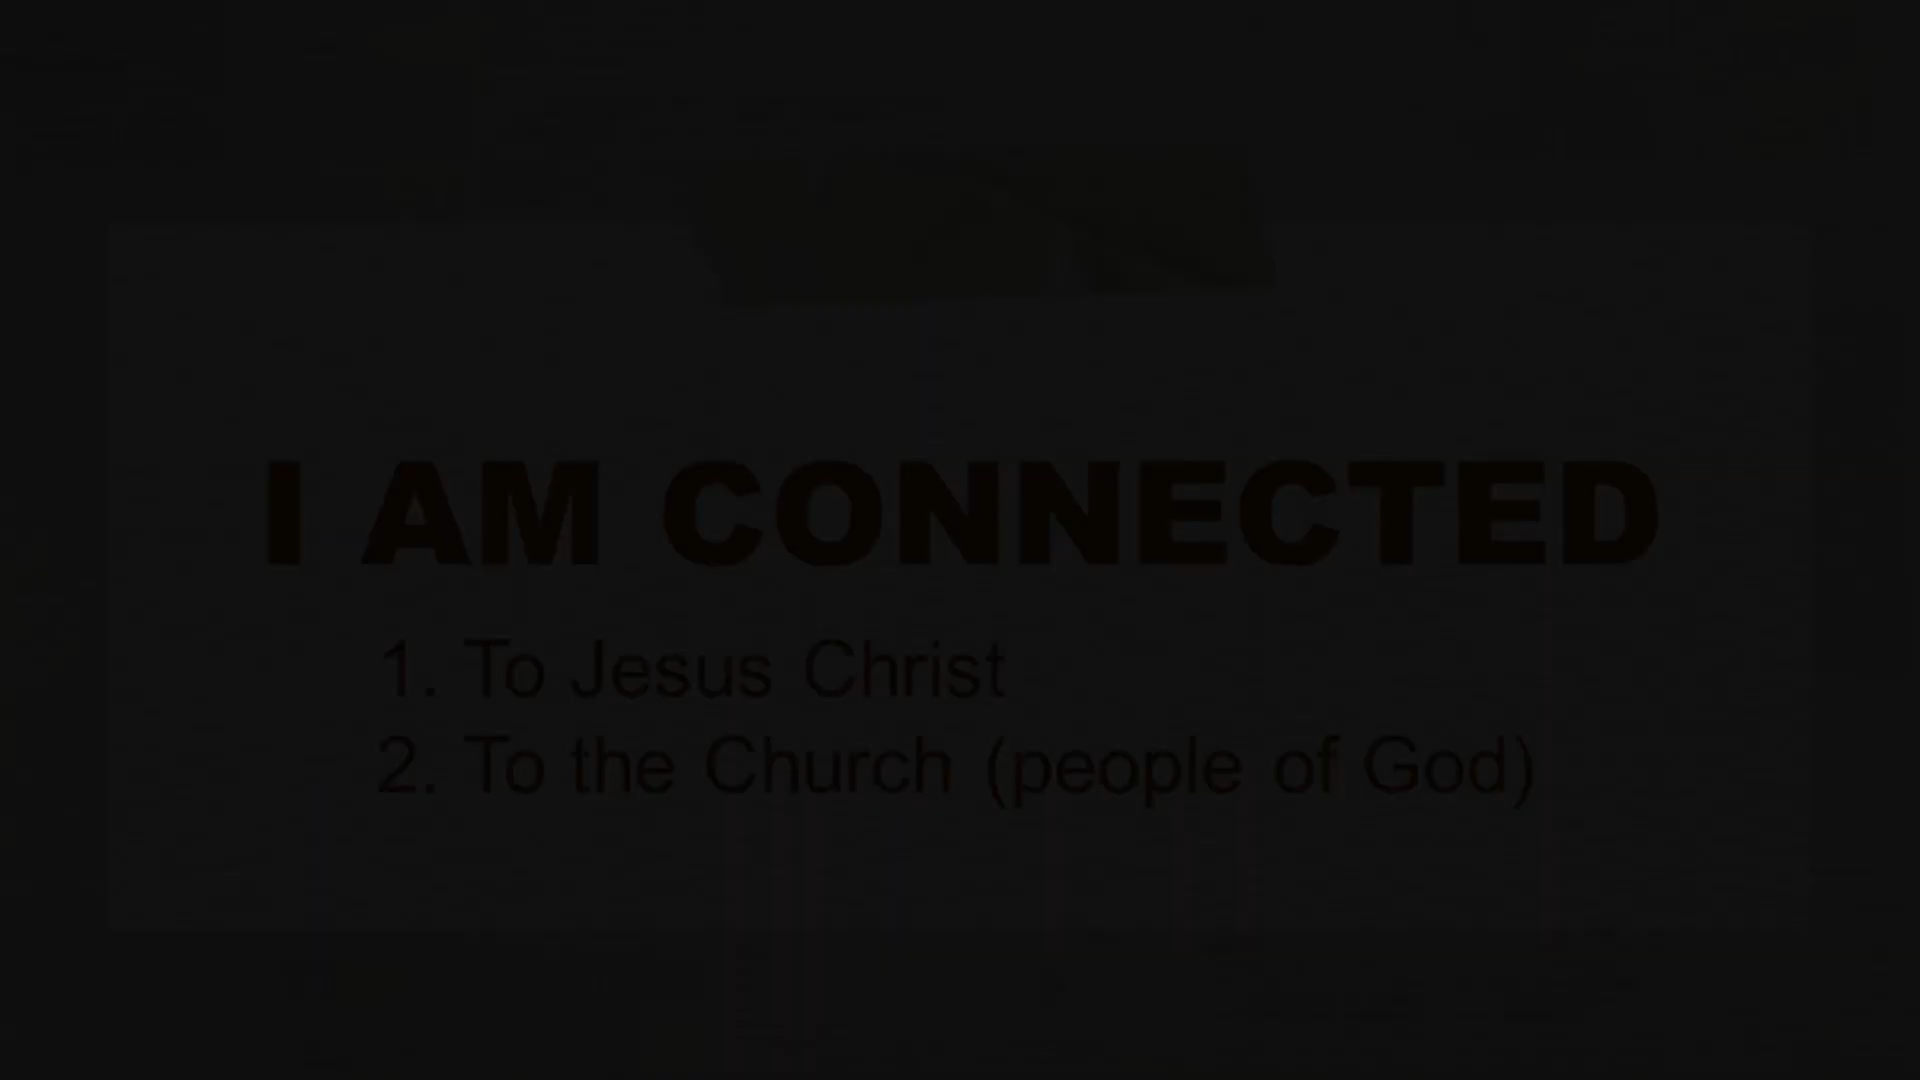 I AM CONNECTED
1. To Jesus Christ
2. To the Church (people of God)